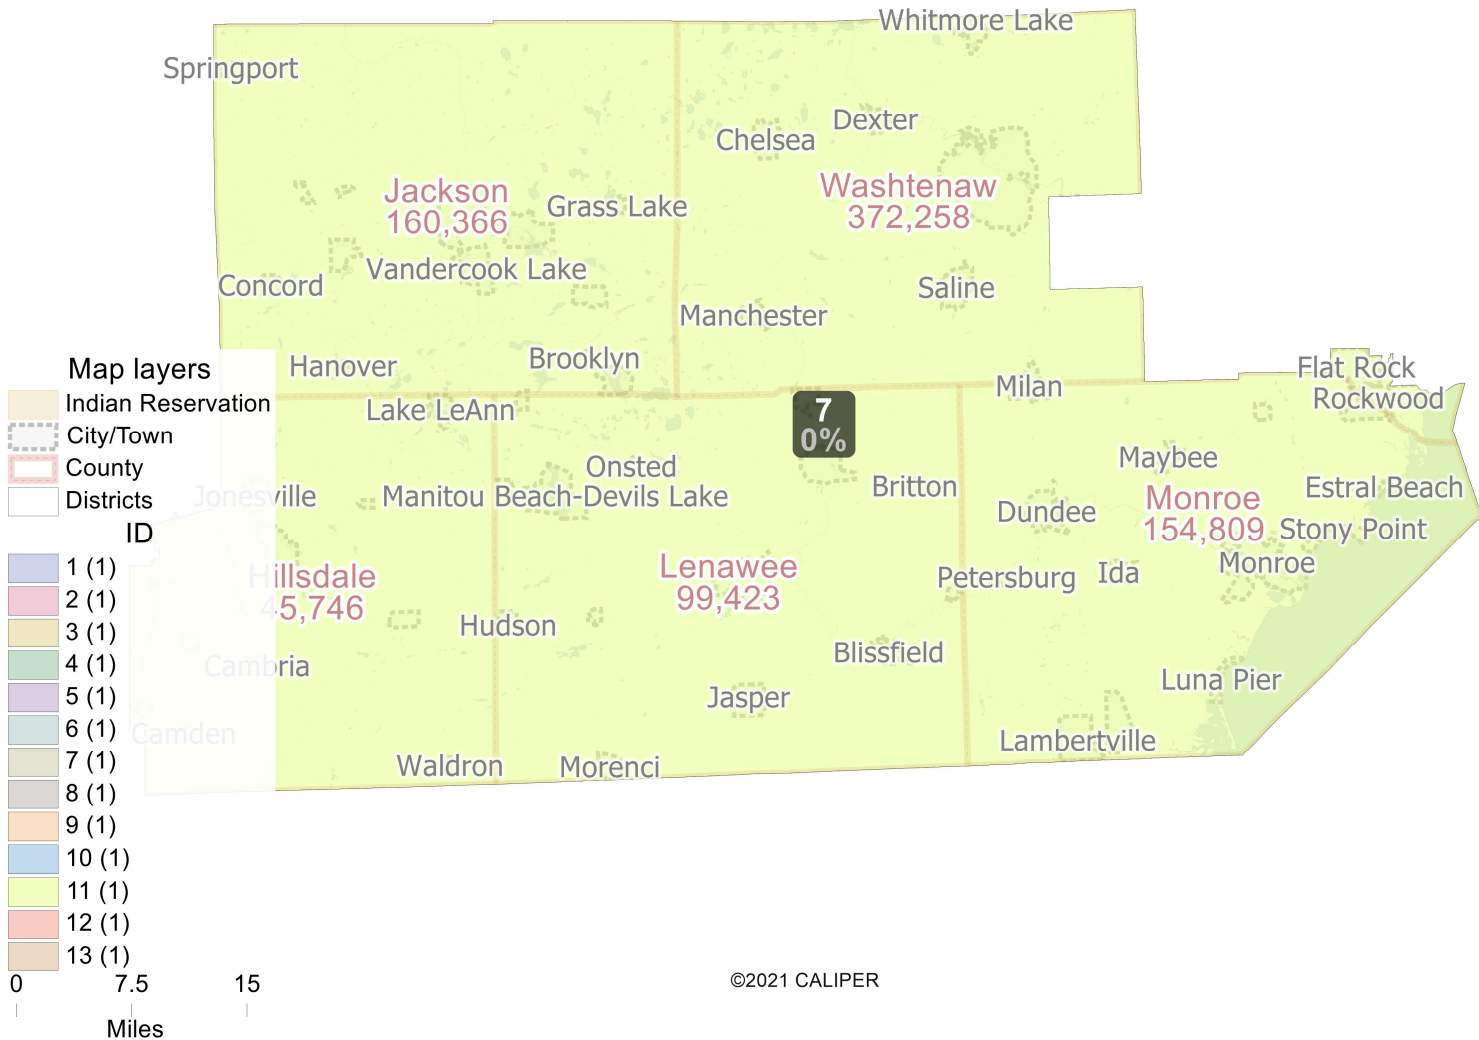 Whitmore Lake
Springport
Dexter
Chelsea
Jackson
160,366
Washtenaw
372,258
Grass Lake
Vandercook Lake
Concord
Saline
Manchester
Hanover
Brooklyn
Flat Rock
Milan
Rockwood
Lake LeAnn
7
0%
Onsted
Maybee
Jonesville
Manitou Beach-Devils Lake
Britton
Estral Beach
Dundee
Monroe
154,809
Stony Point
Monroe
Hillsdale
45,746
Lenawee
99,423
Petersburg
Ida
Hudson
Cambria
Blissfield
Luna Pier
Jasper
Camden
Lambertville
Waldron
Morenci
Map layers
Indian Reservation
City/Town
County
Districts
ID
1 (1)
2 (1)
3 (1)
4 (1)
5 (1)
6 (1)
7 (1)
8 (1)
9 (1)
10 (1)
11 (1)
12 (1)
13 (1)
0 7.5 15
Miles
©2021 CALIPER